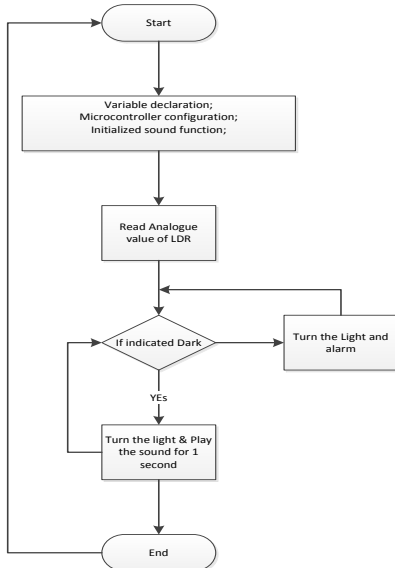 Start
Variable declaration;
Microcontroller configuration;
Initialized sound function;
Read Analogue
value of LDR
If indicated Dark
Turn the Light and
alarm
YEs
Turn the light & Play
the sound for 1
second
End